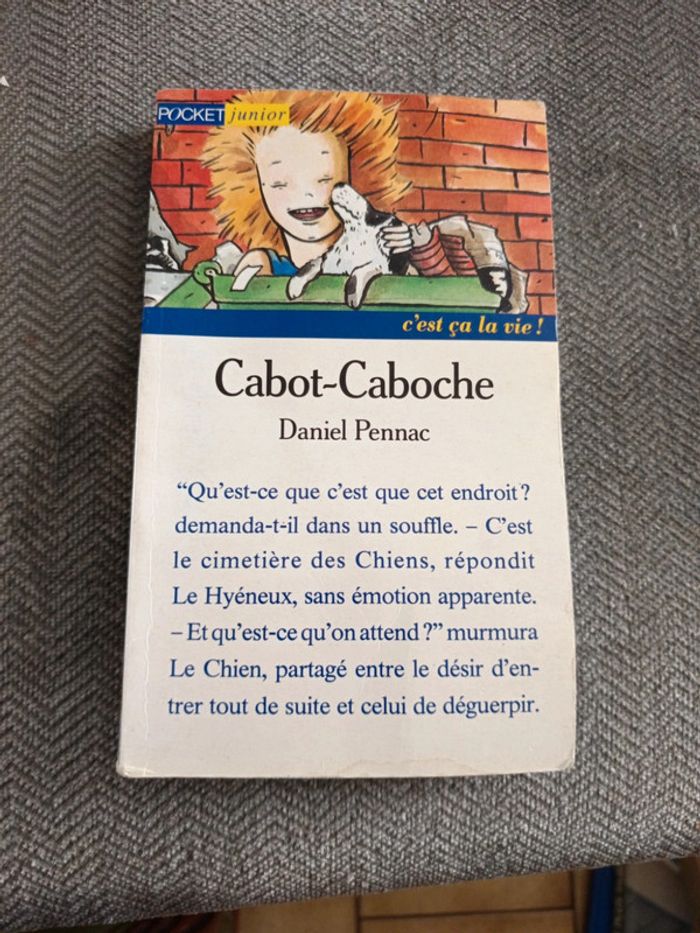 POCKET junior
c'est ça la vie !
Cabot-Caboche
Daniel Pennac
“Qu'est-ce que c'est que cet endroit ?
demanda-t-il dans un souffle. – C'est
le cimetière des Chiens, répondit
Le Hyéneux, sans émotion apparente.
– Et qu'est-ce qu'on attend ?” murmura
Le Chien, partagé entre le désir d'en-
trer tout de suite et celui de déguerpir.